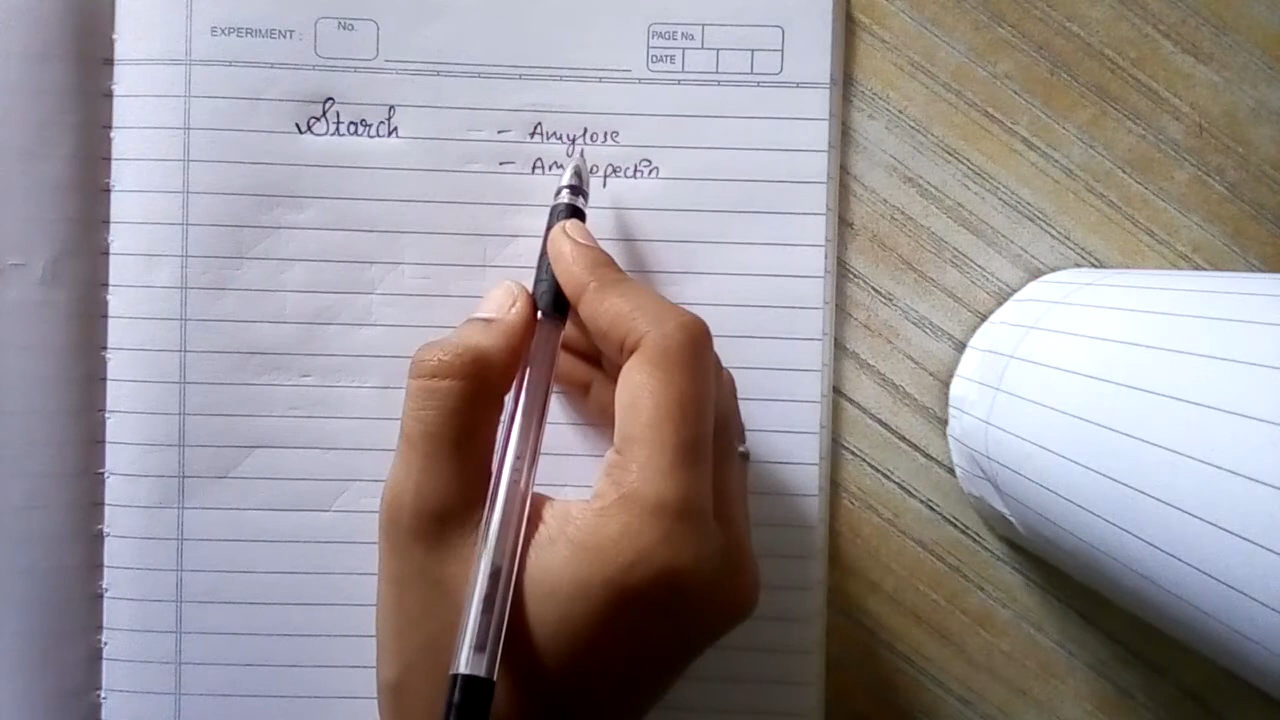 EXPERIMENT : No.
PAGE No.
DATE
Starch - Amylose
-